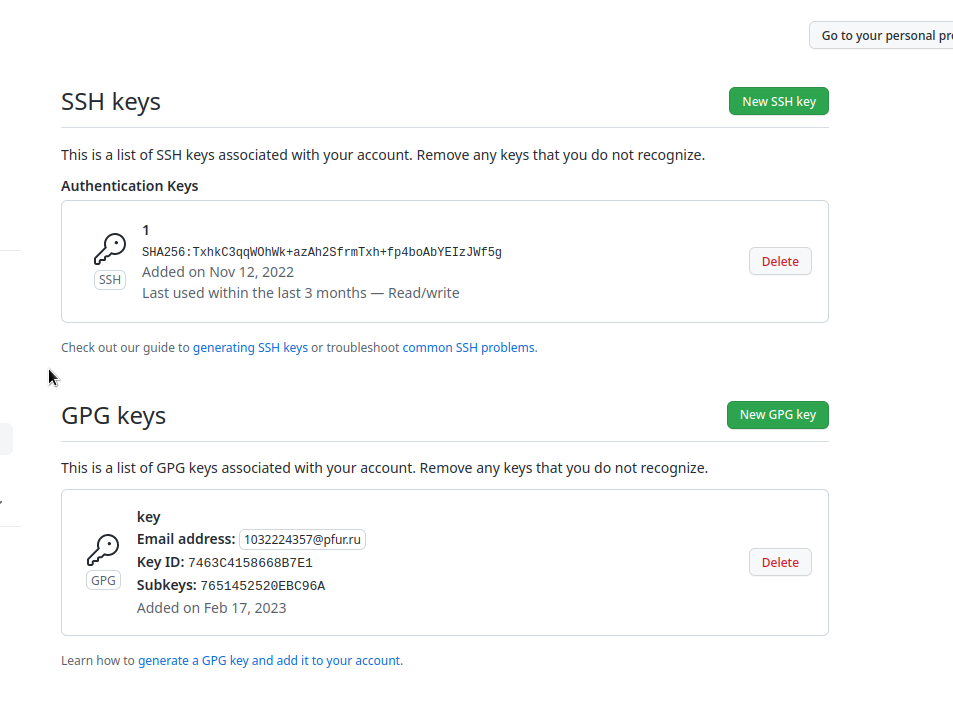 Go to your personal pr
SSH keys
New SSH key
This is a list of SSH keys associated with your account. Remove any keys that you do not recognize.
Authentication Keys
1
SHA256:TxhkC3qqWOhWk+azAh2SfrmTxh+fp4boAbYEIzJWf5g
SSH
Added on Nov 12, 2022
Last used within the last 3 months — Read/write
Delete
Check out our guide to generating SSH keys or troubleshoot common SSH problems.
GPG keys
New GPG key
This is a list of GPG keys associated with your account. Remove any keys that you do not recognize.
key
Email address: 1032224357@pfur.ru
Key ID: 7463C4158668B7E1
GPG
Subkeys: 7651452520EBC96A
Added on Feb 17, 2023
Delete
Learn how to generate a GPG key and add it to your account.